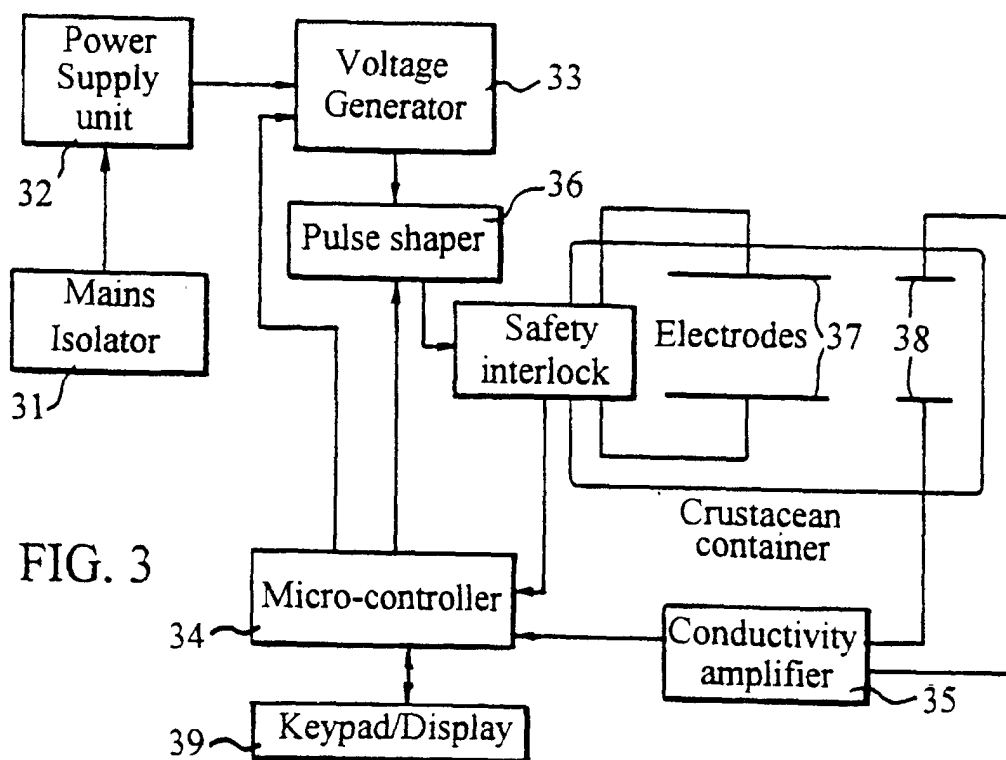 Power
Supply
unit
32
Voltage
Generator
33
36
Pulse shaper
Mains
Isolator
31
Safety
interlock
Electrodes
37
38
Crustacean
container
FIG. 3
Micro-controller
34
Conductivity
amplifier
35
Keypad/Display
39